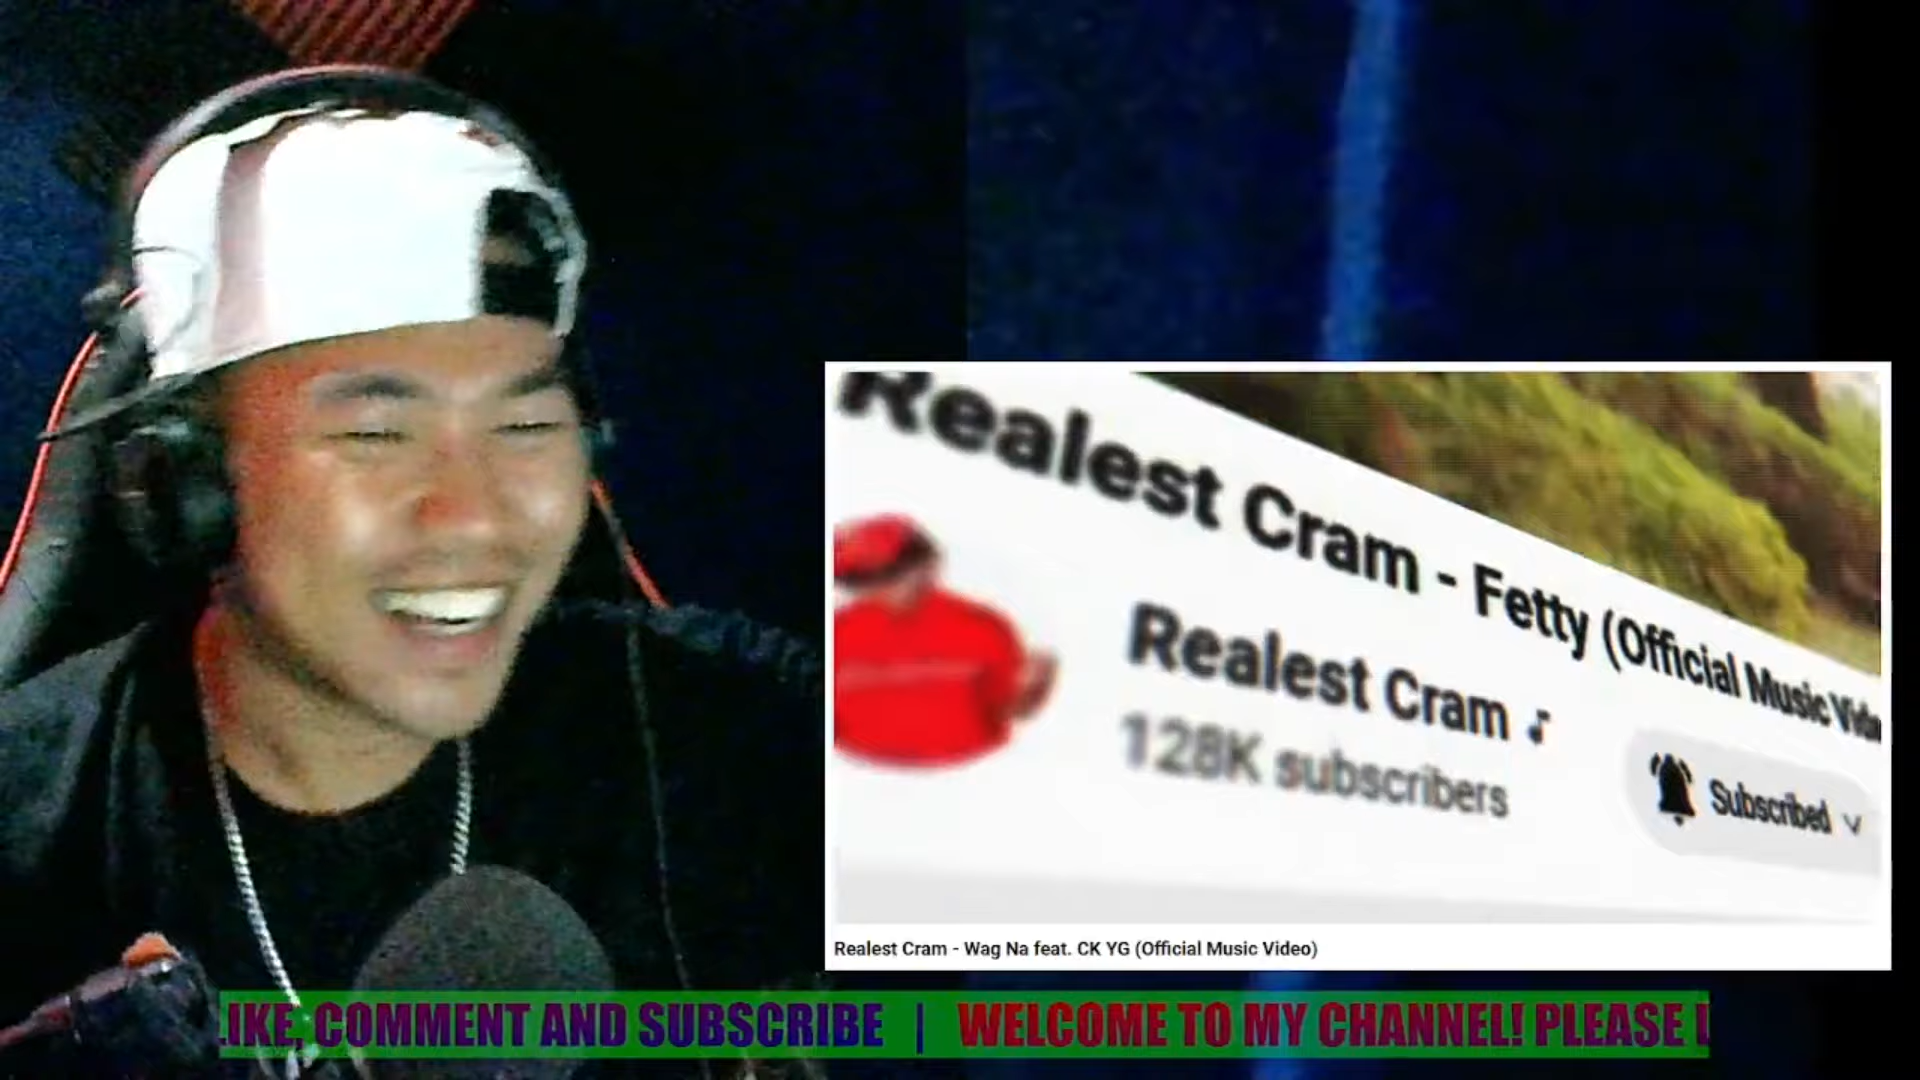 Realest Cram - Fetty (Official Music Vide
Realest Cram
128K subscribers
Subscribed
Realest Cram - Wag Na feat. CK YG (Official Music Video)
LIKE, COMMENT AND SUBSCRIBE | WELCOME TO MY CHANNEL! PLEASE L